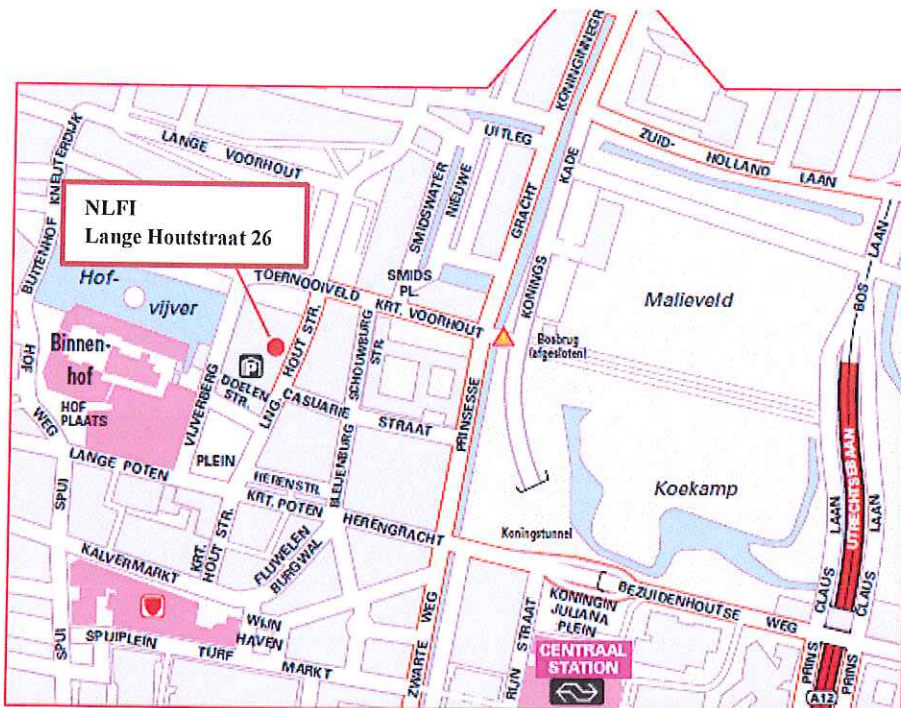 KONINGINNEGR
KNEUTERDIJK
LANGE VOORHOUT
UITLEG
ZUID-
HOLLAND
LAAN
KADE
NLFI
Lange Houtstraat 26
SMIDSWATER
NIEUWE
GRACHT
BUITENHOF
TOERNOOIVELD
SMIDS
PL.
KONINGS
LAAN
BOS
Hof-
vijver
KRT. VOORHOUT
Malieveld
Binnen-
hof
HOF
LNG. HOUT STR.
SCHOUWBURG
STR.
Bosbrug
(afgesloten)
P
DOELEN
STR.
CASUARIE
STRAAT
HOF
PLAATS
WEG
VIJVERBERG
PRINSESSE
LANGE POTEN
PLEIN
HERENSTR.
KRT. POTEN
BLEIJENBURG
HERENGRACHT
Koekamp
Koningstunnel
UTRECHTSEBAAN
LAAN
LAAN
SPUI
KALVERMARKT
KRT.
HOUT STR.
FLUWELEN
BURGWAL
BEZUIDENHOUTSE
WEG
CLAUS
CLAUS
KONINGIN
JULIANA
PLEIN
WIJN
HAVEN
SPUI
SPUIPLEIN
TURF
MARKT
ZWARTE
WEG
RIJN
STRAAT
CENTRAAL
STATION
PRINS
PRINS
A12